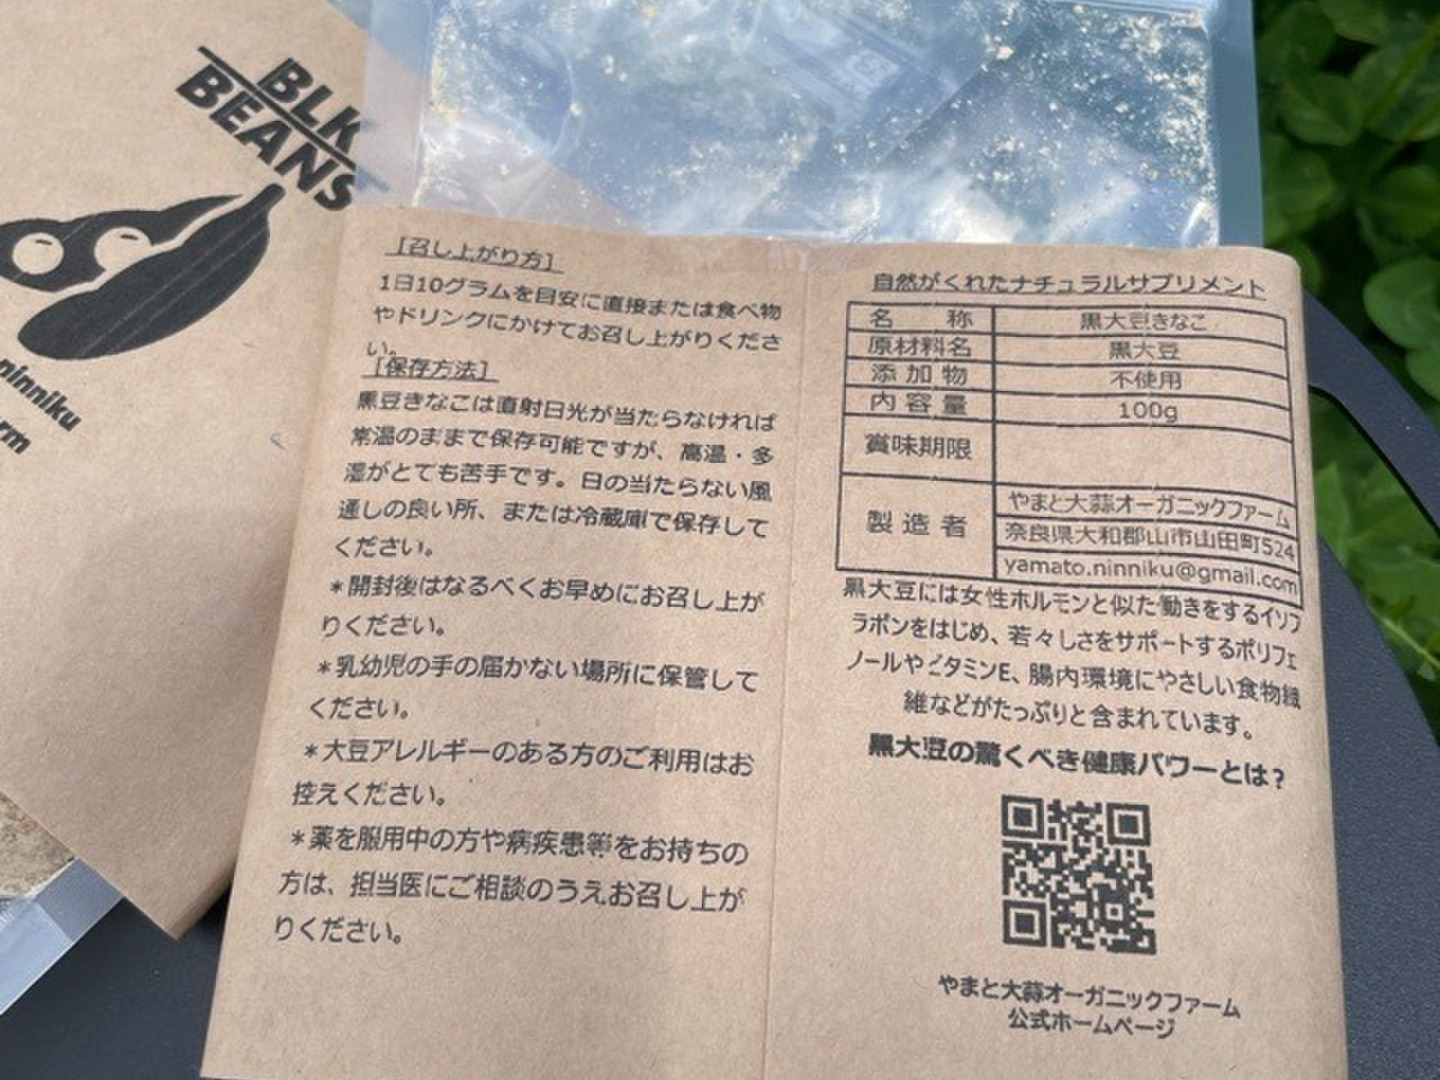 BLK
BEANS
ninniku
rm
[召し上がり方]
1日10グラムを目安に直接または食べ物
やドリンクにかけてお召し上がりくださ
い。
[保存方法]
黒豆きなこは直射日光が当たらなければ
常温のままで保存可能ですが、高温・多
湿がとても苦手です。日の当たらない風
通しの良い所、または冷蔵庫で保存して
ください。
*開封後はなるべくお早めにお召し上が
りください。
*乳幼児の手の届かない場所に保管して
ください。
*大豆アレルギーのある方のご利用はお
控えください。
*薬を服用中の方や病疾患等をお持ちの
方は、担当医にご相談のうえお召し上が
りください。
自然がくれたナチュラルサプリメント
名 称 黒大豆きなこ
原材料名 黒大豆
添加物 不使用
内容量 100g
賞味期限
製造者 やまと大蒜オーガニックファーム
奈良県大和郡山市山田町524
yamato.ninniku@gmail.com
黒大豆には女性ホルモンと似た働きをするイソフ
ラボンをはじめ、若々しさをサポートするポリフェ
ノールやビタミンE、腸内環境にやさしい食物繊
維などがたっぷりと含まれています。
黒大豆の驚くべき健康パワーとは?
やまと大蒜オーガニックファーム
公式ホームページ